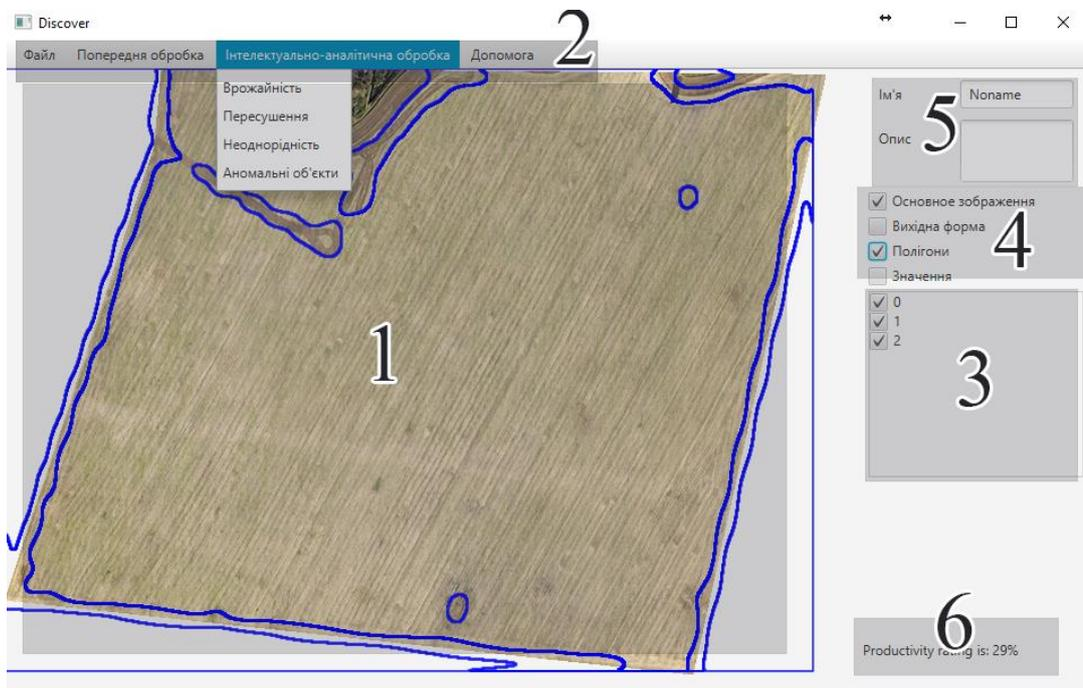 Discover
2
Файл Попередня обробка Інтелектуально-аналітична обробка Допомога
Врожайність
Пересушення
Неоднорідність
Аномальні об'єкти
1
Ім'я Noname
5
Опис
Основное зображення
Вихідна форма
4
Полігони
Значення
0
1
2
3
6
Productivity rating is: 29%